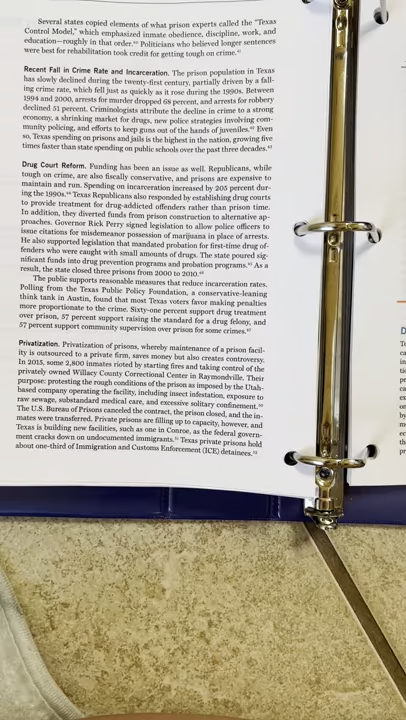 Several states copied elements of what prison experts called the "Texas
Control Model," which emphasized inmate obedience, discipline, work, and
education—roughly in that order.⁴⁰ Politicians who believed longer sentences
were best for rehabilitation took credit for getting tough on crime.⁴¹
Recent Fall in Crime Rate and Incarceration. The prison population in Texas
has slowly declined during the twenty-first century, partially driven by a fall-
ing crime rate, which fell just as quickly as it rose during the 1990s. Between
1994 and 2000, arrests for murder dropped 68 percent, and arrests for robbery
declined 51 percent. Criminologists attribute the decline in crime to a strong
economy, a shrinking market for drugs, new police strategies involving com-
munity policing, and efforts to keep guns out of the hands of juveniles.⁴² Even
so, Texas spending on prisons and jails is the highest in the nation, growing five
times faster than state spending on public schools over the past three decades.⁴³
Drug Court Reform. Funding has been an issue as well. Republicans, while
tough on crime, are also fiscally conservative, and prisons are expensive to
maintain and run. Spending on incarceration increased by 205 percent dur-
ing the 1990s.⁴⁴ Texas Republicans also responded by establishing drug courts
to provide treatment for drug-addicted offenders rather than prison time.
In addition, they diverted funds from prison construction to alternative ap-
proaches. Governor Rick Perry signed legislation to allow police officers to
issue citations for misdemeanor possession of marijuana in place of arrests.
He also supported legislation that mandated probation for first-time drug of-
fenders who were caught with small amounts of drugs. The state poured sig-
nificant funds into drug prevention programs and probation programs.⁴⁵ As a
result, the state closed three prisons from 2000 to 2010.⁴⁶
The public supports reasonable measures that reduce incarceration rates.
Polling from the Texas Public Policy Foundation, a conservative-leaning
think tank in Austin, found that most Texas voters favor making penalties
more proportionate to the crime. Sixty-one percent support drug treatment
over prison, 57 percent support raising the standard for a drug felony, and
57 percent support community supervision over prison for some crimes.⁴⁷
Privatization. Privatization of prisons, whereby maintenance of a prison facil-
ity is outsourced to a private firm, saves money but also creates controversy.
In 2015, some 2,800 inmates rioted by starting fires and taking control of the
privately owned Willacy County Correctional Center in Raymondville. Their
purpose: protesting the rough conditions of the prison as imposed by the Utah-
based company operating the facility, including insect infestation, exposure to
raw sewage, substandard medical care, and excessive solitary confinement.⁵⁰
The U.S. Bureau of Prisons canceled the contract, the prison closed, and the in-
mates were transferred. Private prisons are filling up to capacity, however, and
Texas is building new facilities, such as one in Conroe, as the federal govern-
ment cracks down on undocumented immigrants.⁵¹ Texas private prisons hold
about one-third of Immigration and Customs Enforcement (ICE) detainees.⁵²